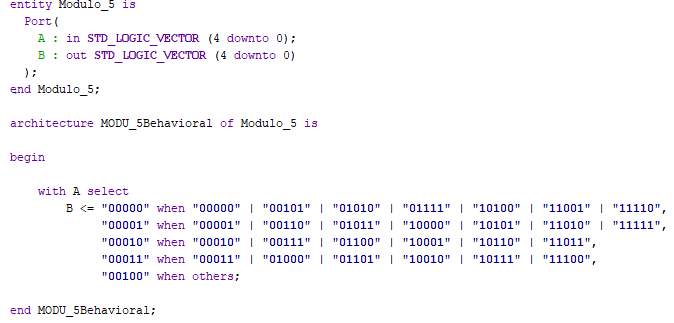 entity Modulo_5 is
Port(
A : in STD_LOGIC_VECTOR (4 downto 0);
B : out STD_LOGIC_VECTOR (4 downto 0)
);
end Modulo_5;
architecture MODU_5Behavioral of Modulo_5 is
begin
with A select
B <= "00000" when "00000" | "00101" | "01010" | "01111" | "10100" | "11001" | "11110",
"00001" when "00001" | "00110" | "01011" | "10000" | "10101" | "11010" | "11111",
"00010" when "00010" | "00111" | "01100" | "10001" | "10110" | "11011",
"00011" when "00011" | "01000" | "01101" | "10010" | "10111" | "11100",
"00100" when others;
end MODU_5Behavioral;